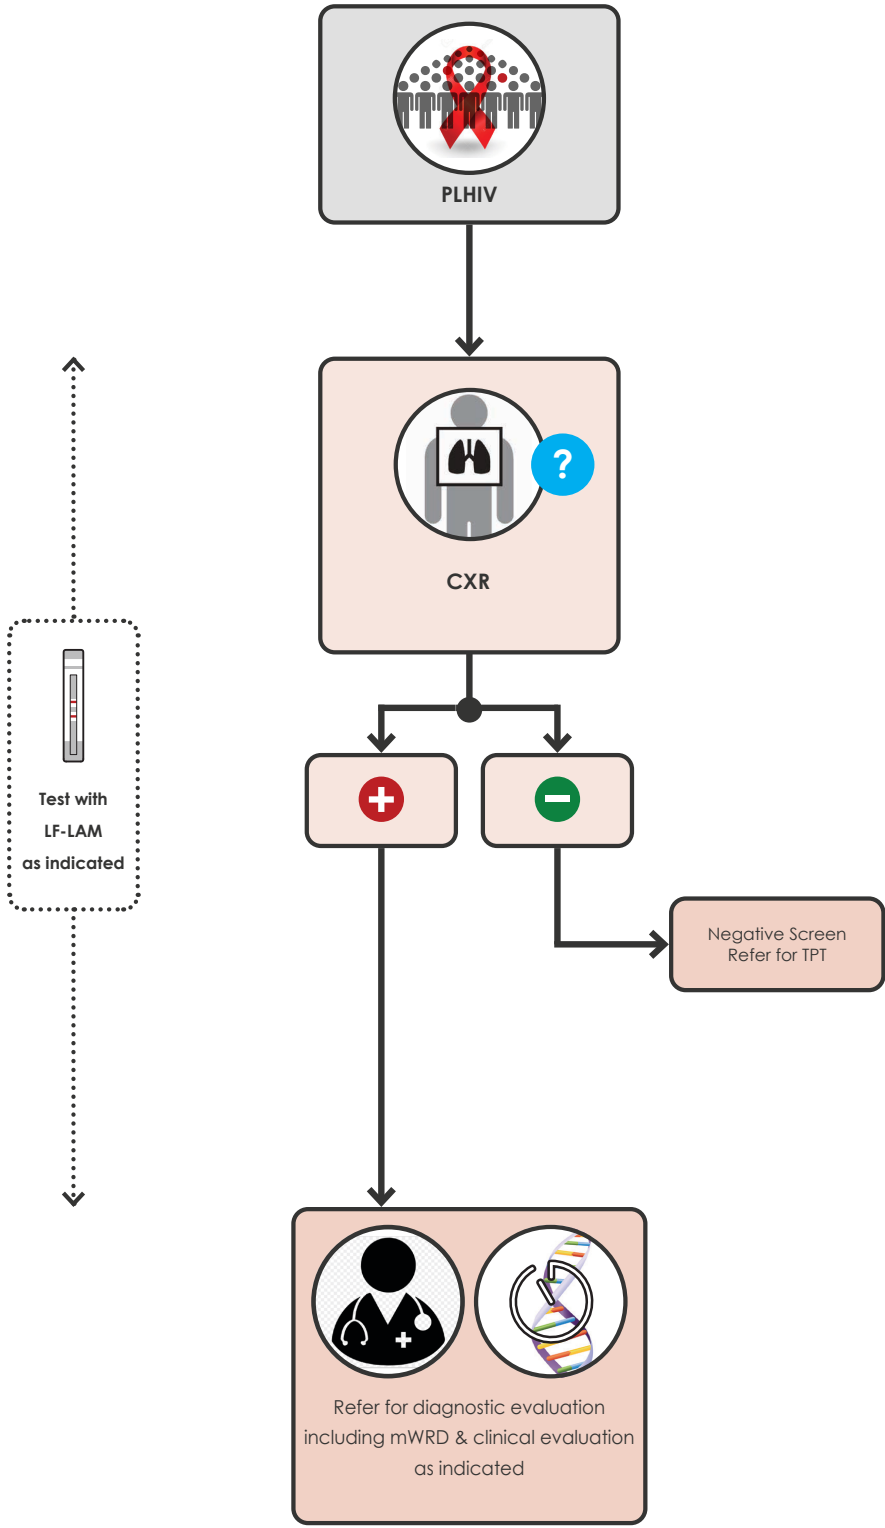 PLHIV
?
CXR
Test with
LF-LAM
as indicated
Negative Screen
Refer for TPT
Refer for diagnostic evaluation
including mWRD & clinical evaluation
as indicated